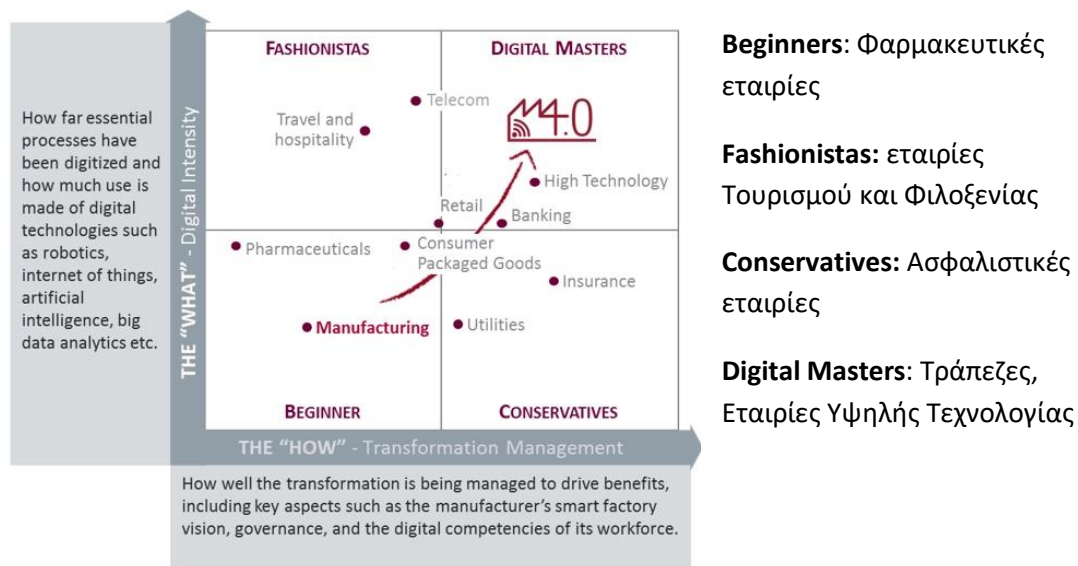 FASHIONISTAS
DIGITAL MASTERS
Telecom
Travel and
hospitality
4.0
High Technology
Retail
Banking
Pharmaceuticals
Consumer
Packaged Goods
Insurance
Manufacturing
Utilities
BEGINNER
CONSERVATIVES
How far essential
processes have
been digitized and
how much use is
made of digital
technologies such
as robotics,
internet of things,
artificial
intelligence, big
data analytics etc.
THE “WHAT” - Digital Intensity
THE “HOW” - Transformation Management
How well the transformation is being managed to drive benefits,
including key aspects such as the manufacturer’s smart factory
vision, governance, and the digital competencies of its workforce.
Beginners: Φαρμακευτικές
εταιρίες
Fashionistas: εταιρίες
Τουρισμού και Φιλοξενίας
Conservatives: Ασφαλιστικές
εταιρίες
Digital Masters: Τράπεζες,
Εταιρίες Υψηλής Τεχνολογίας